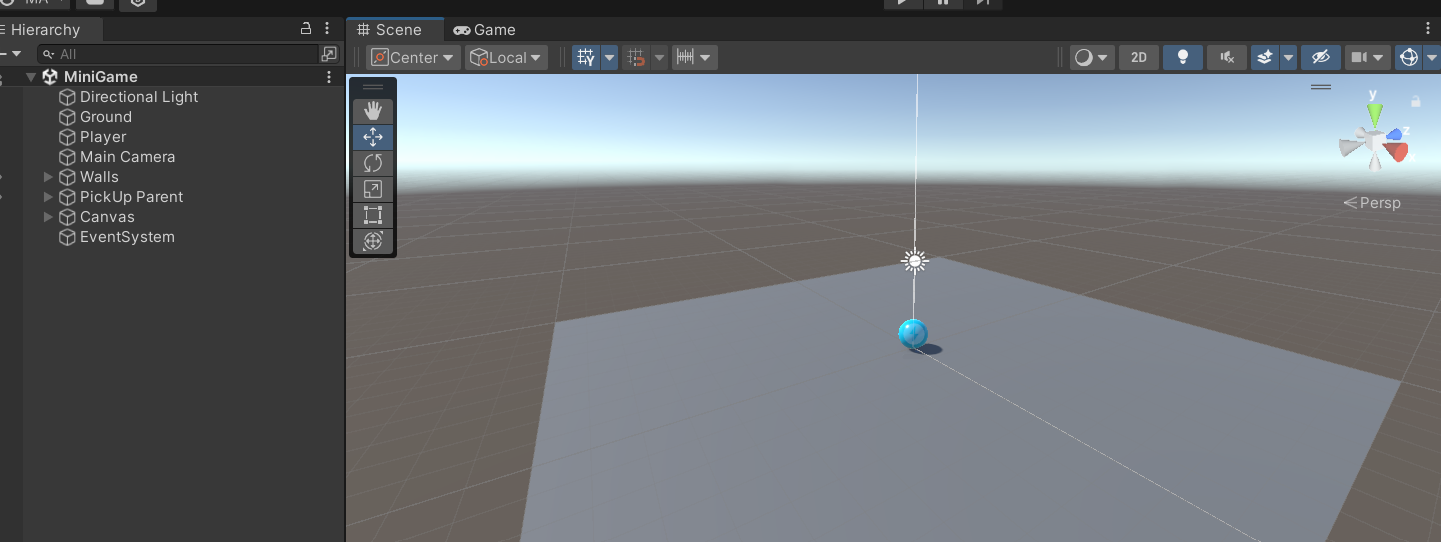 MA
Hierarchy
Scene
Game
All
Center
Local
2D
MiniGame
Directional Light
Ground
Player
Main Camera
Walls
PickUp Parent
Canvas
EventSystem
y
z
Persp